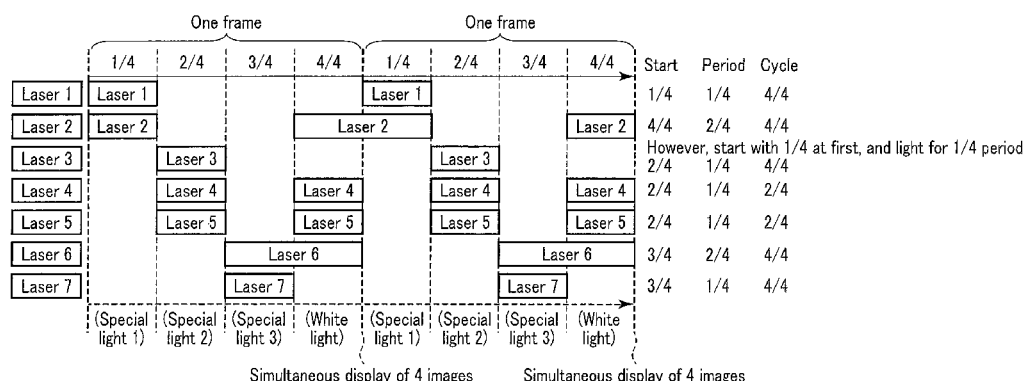 One frame One frame
1/4 2/4 3/4 4/4 1/4 2/4 3/4 4/4 Start Period Cycle
Laser 1 Laser 1 Laser 1 1/4 1/4 4/4
Laser 2 Laser 2 Laser 2 Laser 2 4/4 2/4 4/4
However, start with 1/4 at first, and light for 1/4 period
Laser 3 Laser 3 Laser 3 2/4 1/4 4/4
Laser 4 Laser 4 Laser 4 Laser 4 Laser 4 2/4 1/4 2/4
Laser 5 Laser 5 Laser 5 Laser 5 Laser 5 2/4 1/4 2/4
Laser 6 Laser 6 Laser 6 3/4 2/4 4/4
Laser 7 Laser 7 Laser 7 3/4 1/4 4/4
(Special (Special (Special (White (Special (Special (Special (White
light 1) light 2) light 3) light) light 1) light 2) light 3) light)
Simultaneous display of 4 images Simultaneous display of 4 images